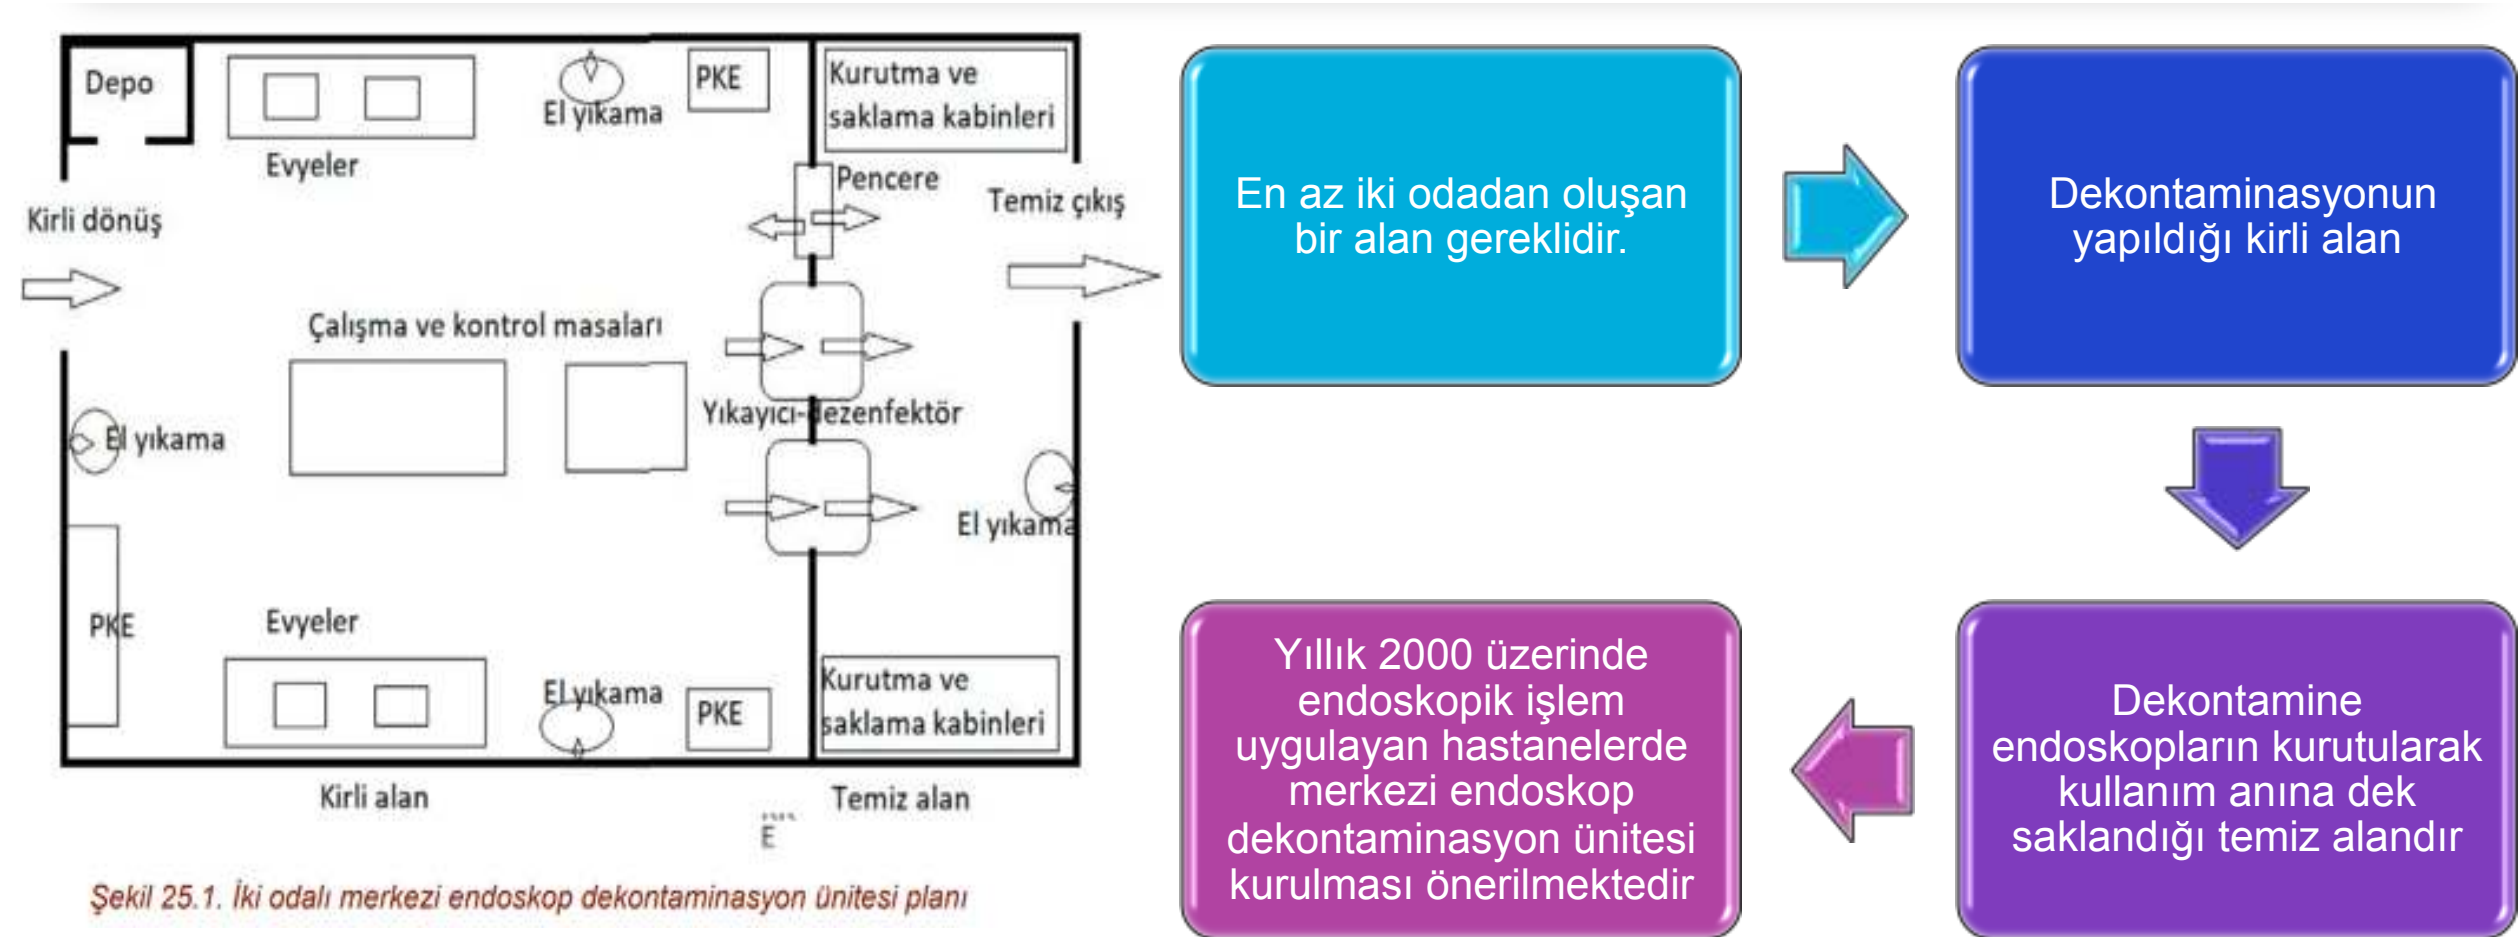 Depo
Evyeler
El yıkama
PKE
Kurutma ve
saklama kabinleri
Pencere
Kirli dönüş
Temiz çıkış
Çalışma ve kontrol masaları
Yıkayıcı-dezenfektör
El yıkama
El yıkama
PKE
Evyeler
El yıkama
PKE
Kurutma ve
saklama kabinleri
Kirli alan
Temiz alan
E
Şekil 25.1. İki odalı merkezi endoskop dekontaminasyon ünitesi planı
En az iki odadan oluşan
bir alan gereklidir.
Dekontaminasyonun
yapıldığı kirli alan
Dekontamine
endoskopların kurutularak
kullanım anına dek
saklandığı temiz alandır
Yıllık 2000 üzerinde
endoskopik işlem
uygulayan hastanelerde
merkezi endoskop
dekontaminasyon ünitesi
kurulması önerilmektedir